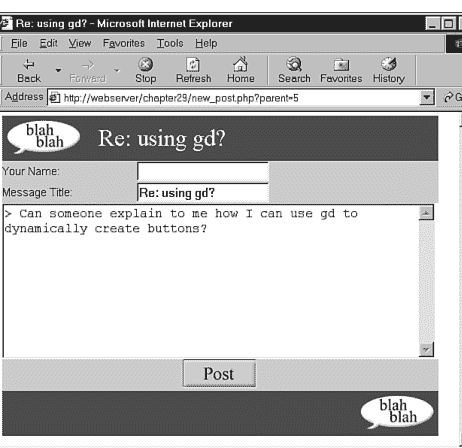 Re: using gd? - Microsoft Internet Explorer
File Edit View Favorites Tools Help
Back Forward Stop Refresh Home Search Favorites History
Address http://webserver/chapter29/new_post.php?parent=5 G
blah
blah
Re: using gd?
Your Name:
Message Title: Re: using gd?
> Can someone explain to me how I can use gd to
dynamically create buttons?
Post
blah
blah